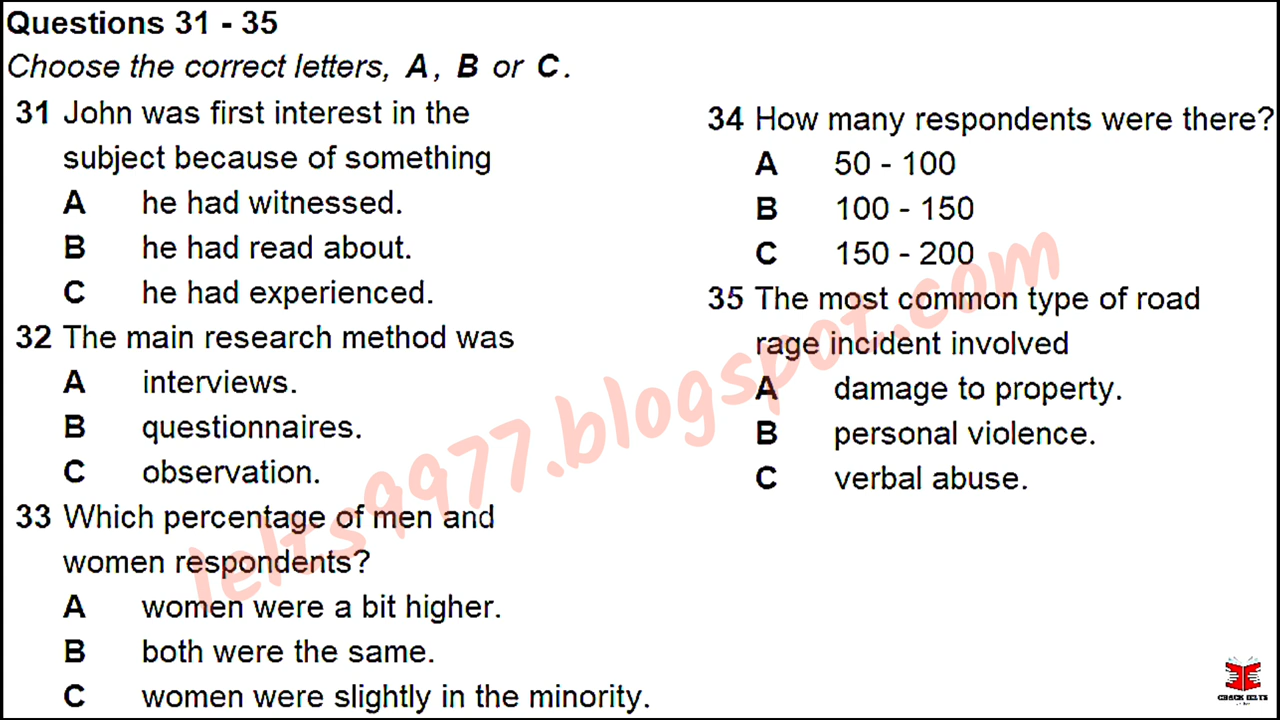 Questions 31 - 35
Choose the correct letters, A, B or C.
31 John was first interest in the
subject because of something
A he had witnessed.
B he had read about.
C he had experienced.
32 The main research method was
A interviews.
B questionnaires.
C observation.
33 Which percentage of men and
women respondents?
A women were a bit higher.
B both were the same.
C women were slightly in the minority.
34 How many respondents were there?
A 50 - 100
B 100 - 150
C 150 - 200
35 The most common type of road
rage incident involved
A damage to property.
B personal violence.
C verbal abuse.
Ielts9977.blogspot.com
CRACK IELTS